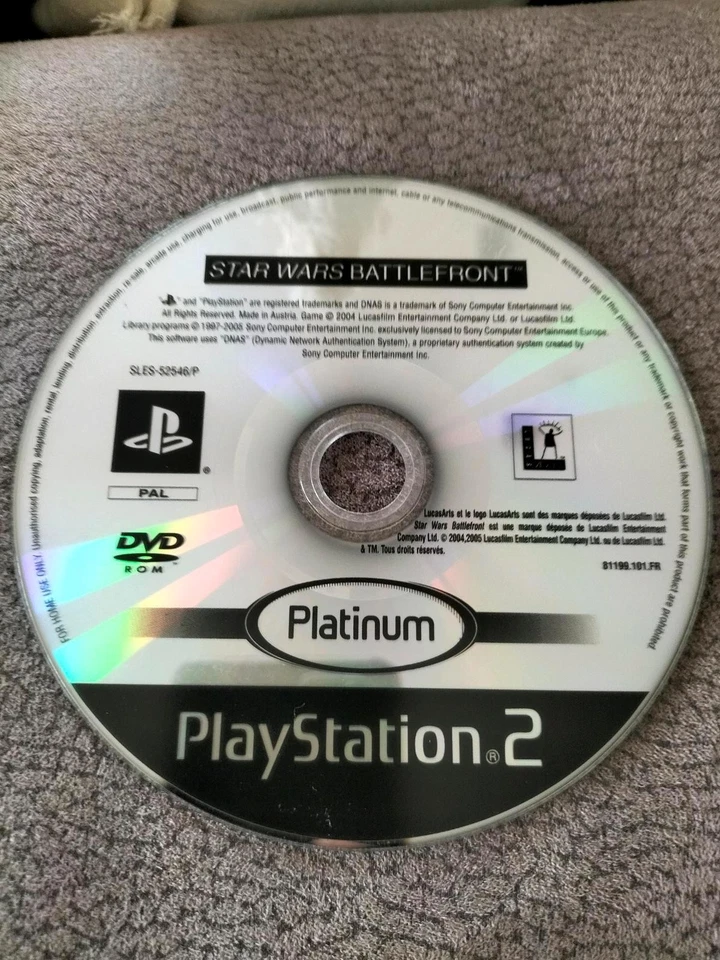 FOR HOME USE ONLY. Unauthorised copying, adaptation, rental, lending, distribution, extraction, re-sale, arcade use, charging for use, broadcast, public performance and internet, cable or any telecommunications transmission, access or use of this product or any trademark or copyright work that forms part of this product are prohibited.
STAR WARS BATTLEFRONT™
" " and "PlayStation" are registered trademarks and DNAS is a trademark of Sony Computer Entertainment Inc.
All Rights Reserved. Made in Austria. Game © 2004 Lucasfilm Entertainment Company Ltd. or Lucasfilm Ltd.
Library programs © 1997-2005 Sony Computer Entertainment Inc. exclusively licensed to Sony Computer Entertainment Europe.
This software uses "DNAS" (Dynamic Network Authentication System), a proprietary authentication system created by
Sony Computer Entertainment Inc.
SLES-52546/P
®
PAL
DVD
ROM
LucasArts et le logo LucasArts sont des marques déposées de Lucasfilm Ltd.
Star Wars Battlefront est une marque déposée de Lucasfilm Entertainment
Company Ltd. © 2004,2005 Lucasfilm Entertainment Company Ltd. ou de Lucasfilm Ltd.
& TM. Tous droits réservés.
81199.101.FR
Platinum
PlayStation®2